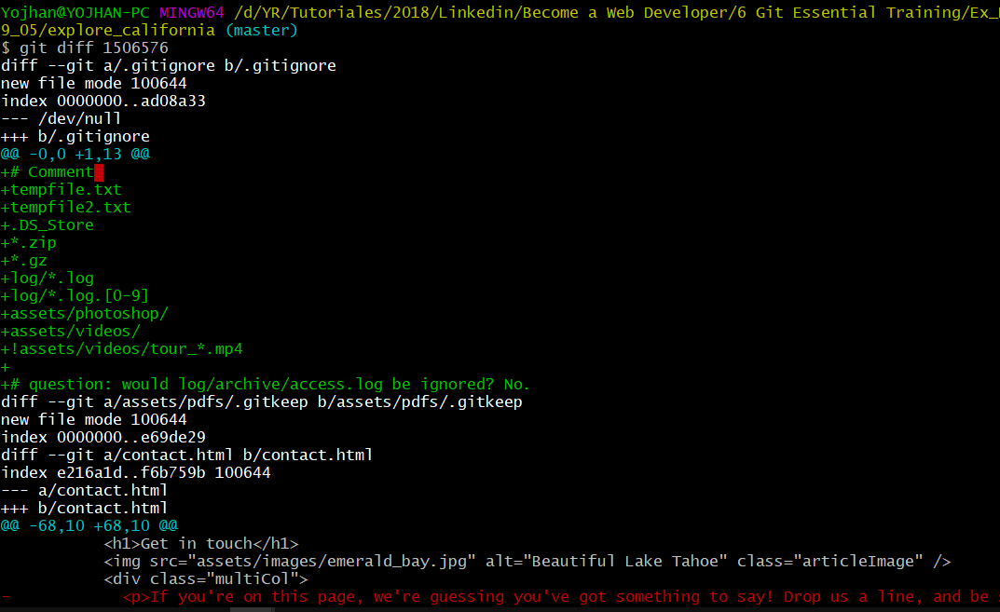 Yojhan@YOJHAN-PC MINGW64 /d/YR/Tutoriales/2018/Linkedin/Become a Web Developer/6 Git Essential Training/Ex_
9_05/explore_california (master)
$ git diff 1506576
diff --git a/.gitignore b/.gitignore
new file mode 100644
index 0000000..ad08a33
--- /dev/null
+++ b/.gitignore
@@ -0,0 +1,13 @@
+# Comment
+tempfile.txt
+tempfile2.txt
+.DS_Store
+*.zip
+*.gz
+log/*.log
+log/*.log.[0-9]
+assets/photoshop/
+assets/videos/
+!assets/videos/tour_*.mp4
+
+# question: would log/archive/access.log be ignored? No.
diff --git a/assets/pdfs/.gitkeep b/assets/pdfs/.gitkeep
new file mode 100644
index 0000000..e69de29
diff --git a/contact.html b/contact.html
index e216a1d..f6b759b 100644
--- a/contact.html
+++ b/contact.html
@@ -68,10 +68,10 @@
           <h1>Get in touch</h1>
           <img src="assets/images/emerald_bay.jpg" alt="Beautiful Lake Tahoe" class="articleImage" />
           <div class="multiCol">
-            <p>If you're on this page, we're guessing you've got something to say! Drop us a line, and be